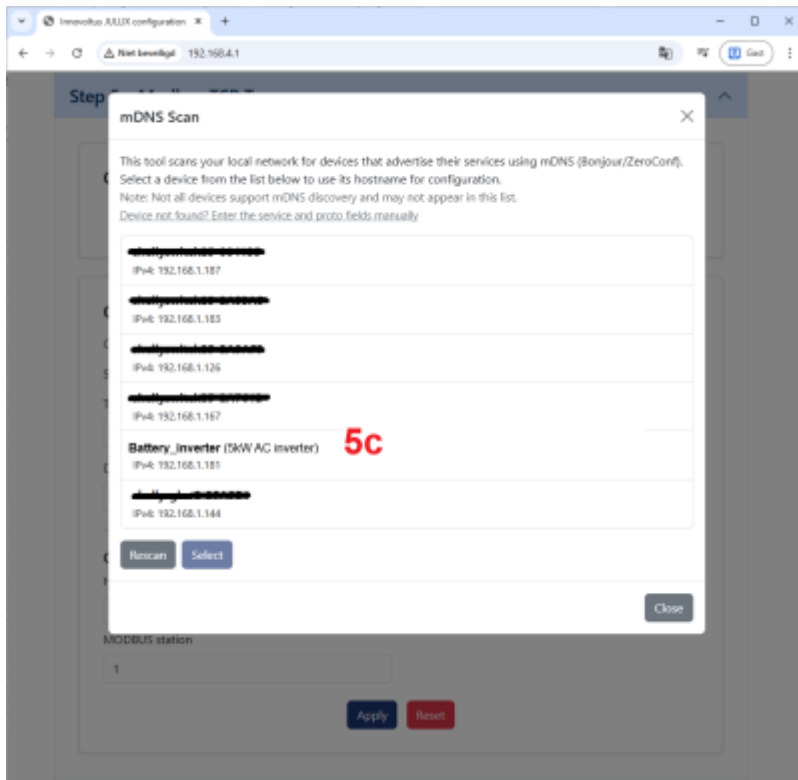 Innovoltus JULUX configuration
Niet beveiligd 192.168.4.1
Gast
Step
mDNS Scan
This tool scans your local network for devices that advertise their services using mDNS (Bonjour/ZeroConf).
Select a device from the list below to use its hostname for configuration.
Note: Not all devices support mDNS discovery and may not appear in this list.
Device not found? Enter the service and proto fields manually
IPv4: 192.168.1.187
IPv4: 192.168.1.183
IPv4: 192.168.1.126
IPv4: 192.168.1.167
Battery_inverter (5kW AC inverter) 5c
IPv4: 192.168.1.181
IPv4: 192.168.1.144
Rescan Select
Close
MODBUS station
1
Apply Reset